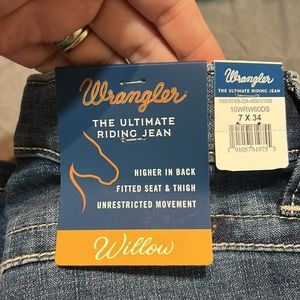 Wrangler
THE ULTIMATE
RIDING JEAN
HIGHER IN BACK
FITTED SEAT & THIGH
UNRESTRICTED MOVEMENT
Willow
Wrangler
THE ULTIMATE RIDING JEAN
10WRW60DS
7 X 34